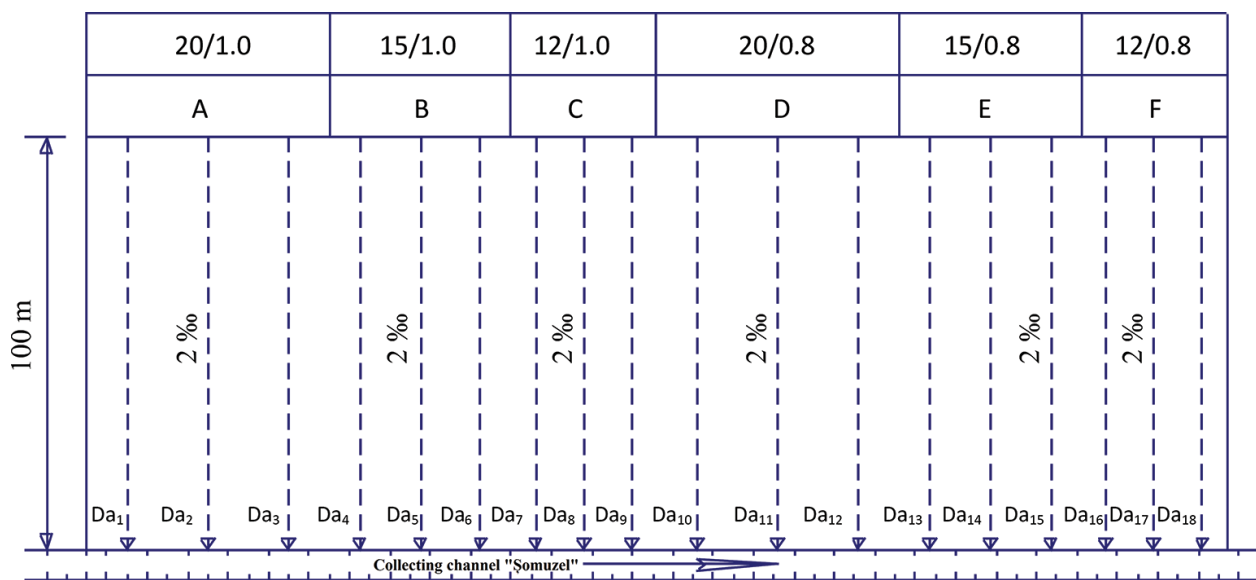 20/1.0 15/1.0 12/1.0 20/0.8 15/0.8 12/0.8
A B C D E F
100 m
2 ‰ 2 ‰ 2 ‰ 2 ‰ 2 ‰ 2 ‰
Da₁ Da₂ Da₃ Da₄ Da₅ Da₆ Da₇ Da₈ Da₉ Da₁₀ Da₁₁ Da₁₂ Da₁₃ Da₁₄ Da₁₅ Da₁₆ Da₁₇ Da₁₈
Collecting channel "Şomuzel"